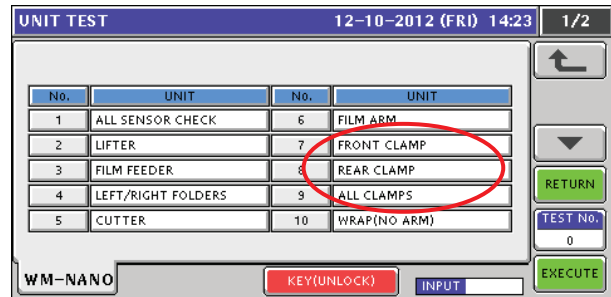 UNIT TEST 12-10-2012 (FRI) 14:23 1/2
No. UNIT No. UNIT
1 ALL SENSOR CHECK 6 FILM ARM
2 LIFTER 7 FRONT CLAMP
3 FILM FEEDER 8 REAR CLAMP
4 LEFT/RIGHT FOLDERS 9 ALL CLAMPS
5 CUTTER 10 WRAP(NO ARM)
RETURN
TEST No.
0
WM-NANO KEY(UNLOCK) INPUT EXECUTE